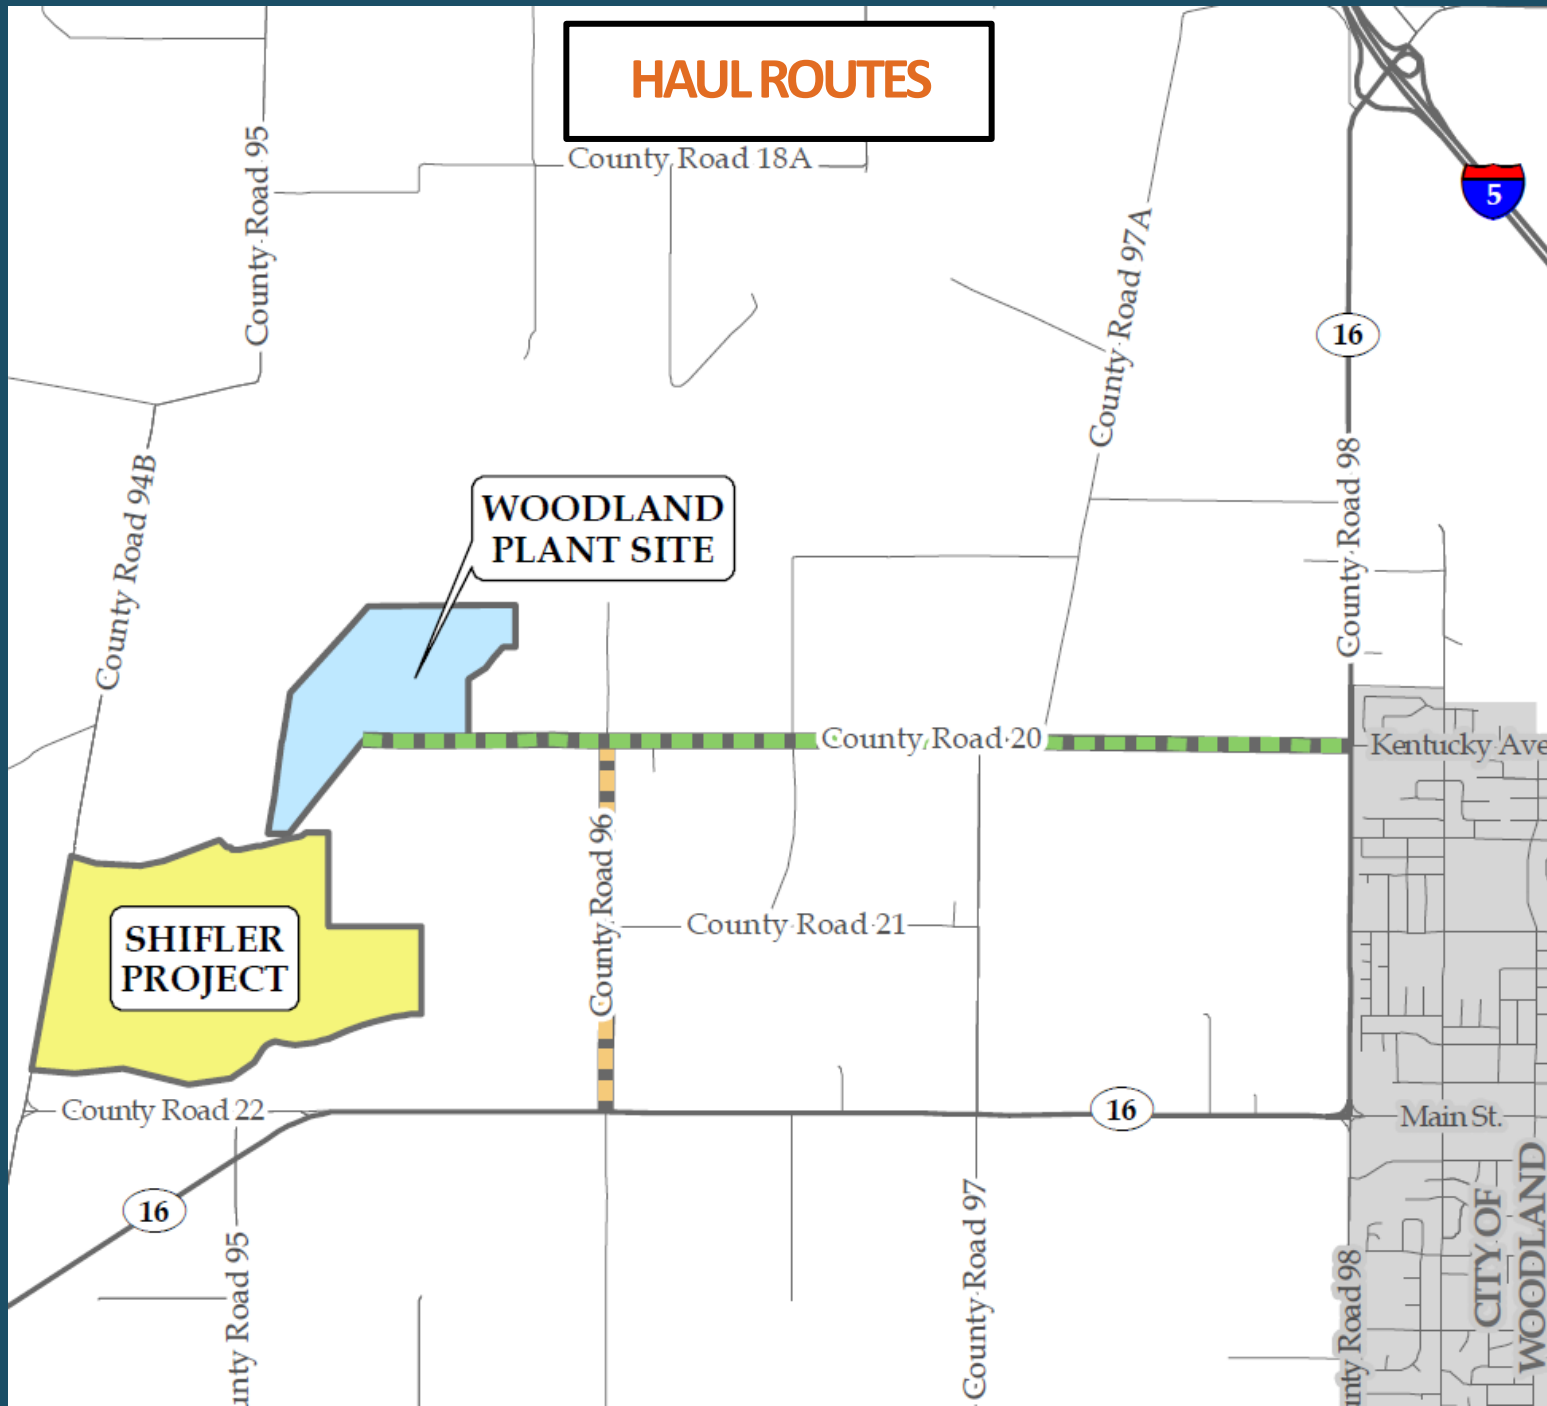 HAUL ROUTES
County Road 18A
County Road 95
5
County Road 97A
16
County Road 98
County Road 94B
WOODLAND
PLANT SITE
County Road 20
Kentucky Ave
County Road 96
County Road 21
SHIFLER
PROJECT
County Road 22
16
Main St.
16
County Road 97
unty Road 95
unty Road 98
CITY OF
WOODLAND